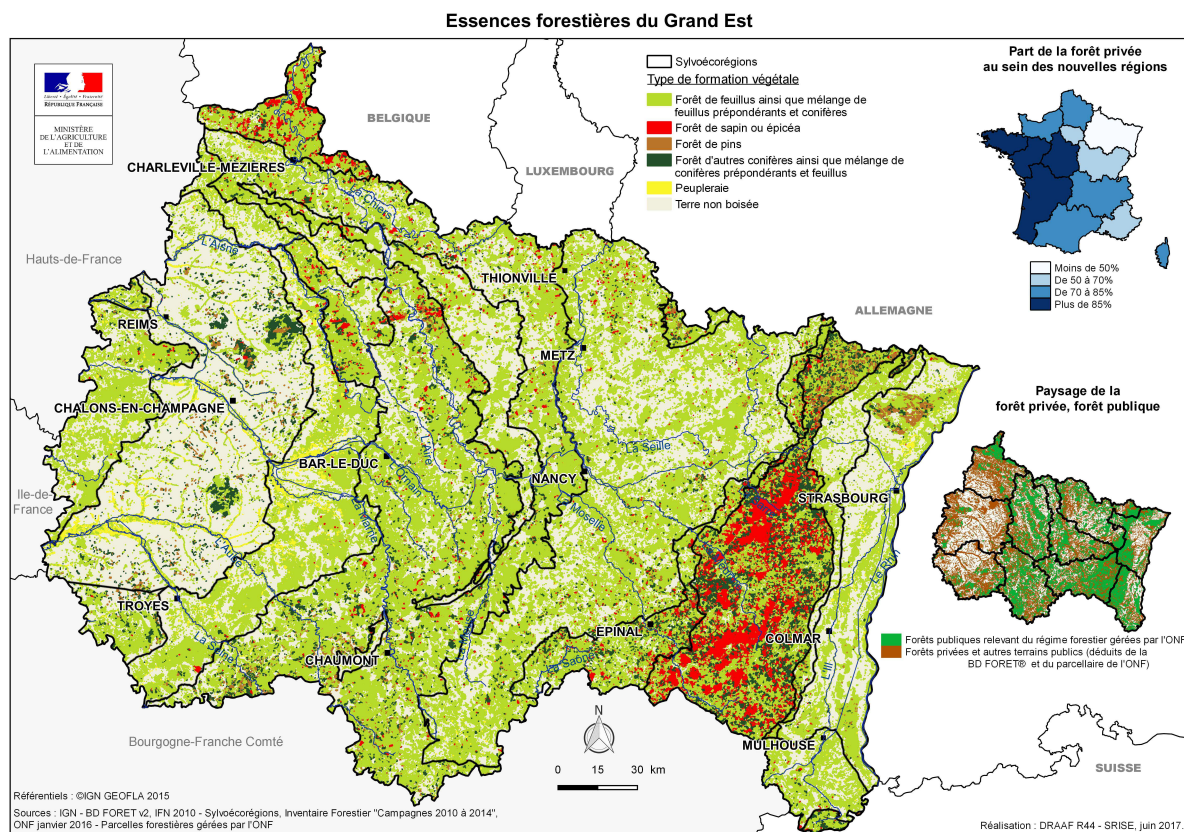 Essences forestières du Grand Est
Liberté • Égalité • Fraternité
RÉPUBLIQUE FRANÇAISE
MINISTÈRE
DE L'AGRICULTURE
ET DE
L'ALIMENTATION
Sylvoécorégions
Type de formation végétale
Forêt de feuillus ainsi que mélange de
feuillus prépondérants et conifères
Forêt de sapin ou épicéa
Forêt de pins
Forêt d'autres conifères ainsi que mélange de
conifères prépondérants et feuillus
Peupleraie
Terre non boisée
Part de la forêt privée
au sein des nouvelles régions
Moins de 50%
De 50 à 70%
De 70 à 85%
Plus de 85%
BELGIQUE
LUXEMBOURG
ALLEMAGNE
SUISSE
Hauts-de-France
Ile-de-
France
Bourgogne-Franche Comté
CHARLEVILLE-MEZIÈRES
La Chiers
L'Aisne
THIONVILLE
REIMS
METZ
CHALONS-EN-CHAMPAGNE
La Seille
L'Aire
BAR-LE-DUC
L'Ornain
NANCY
STRASBOURG
La Marne
Moselle
L'Aube
Le Rhin
TROYES
La Seine
La Meuse
EPINAL
COLMAR
CHAUMONT
La Saône
L'Ill
MULHOUSE
N
0 15 30 km
Paysage de la
forêt privée, forêt publique
Forêts publiques relevant du régime forestier gérées par l'ONF
Forêts privées et autres terrains publics (déduits de la
BD FORET® et du parcellaire de l'ONF)
Référentiels : ©IGN GEOFLA 2015
Sources : IGN - BD FORET v2, IFN 2010 - Sylvoécorégions, Inventaire Forestier "Campagnes 2010 à 2014",
ONF janvier 2016 - Parcelles forestières gérées par l'ONF
Réalisation : DRAAF R44 - SRISE, juin 2017.